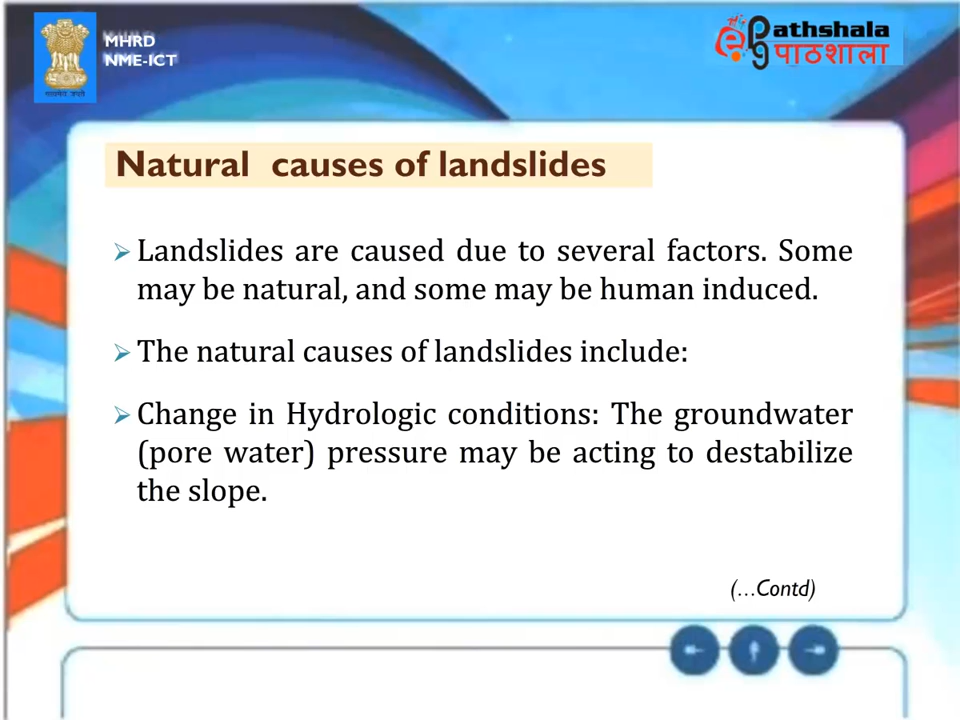 MHRD
NME-ICT
Pathshala
पाठशाला
Natural causes of landslides
Landslides are caused due to several factors. Some
may be natural, and some may be human induced.
The natural causes of landslides include:
Change in Hydrologic conditions: The groundwater
(pore water) pressure may be acting to destabilize
the slope.
(...Contd)